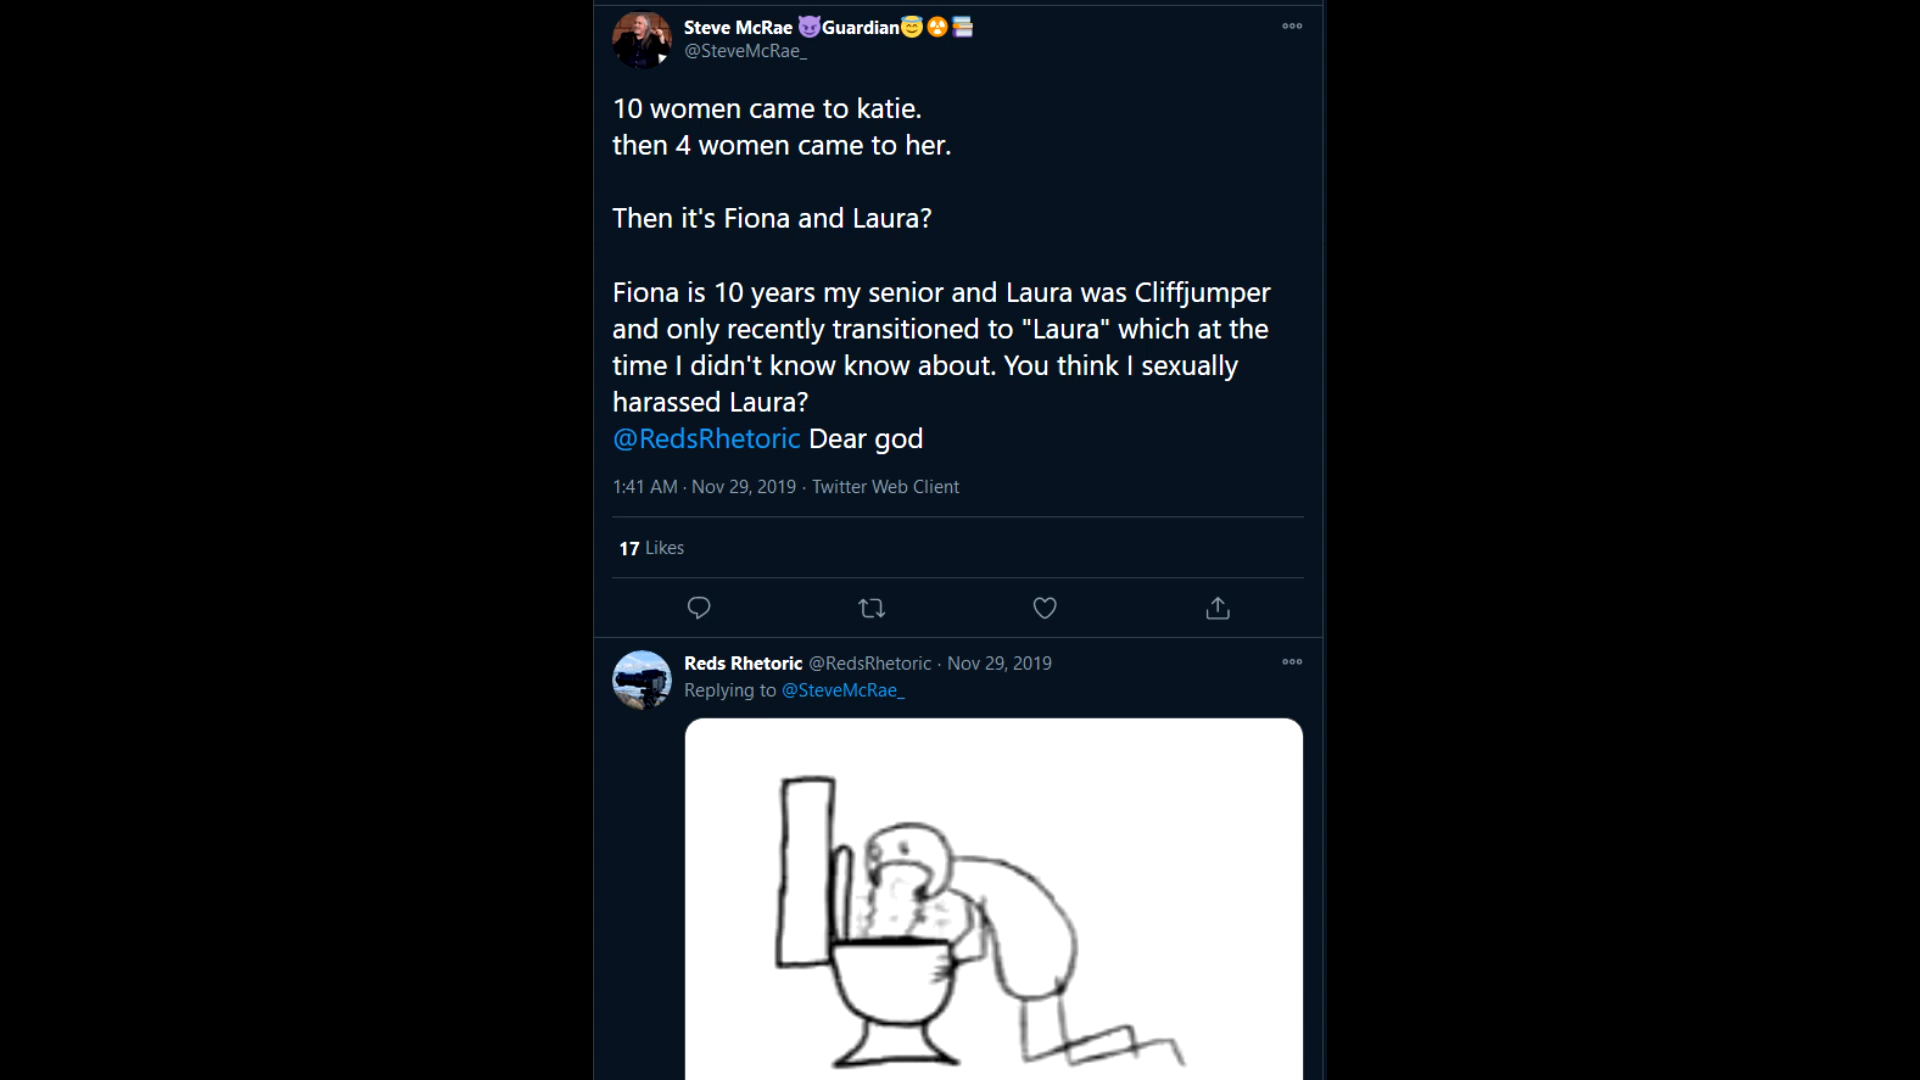 Steve McRae 😈Guardian😇☢📚
@SteveMcRae_
10 women came to katie.
then 4 women came to her.
Then it's Fiona and Laura?
Fiona is 10 years my senior and Laura was Cliffjumper
and only recently transitioned to "Laura" which at the
time I didn't know know about. You think I sexually
harassed Laura?
@RedsRhetoric Dear god
1:41 AM · Nov 29, 2019 · Twitter Web Client
17 Likes
Reds Rhetoric @RedsRhetoric · Nov 29, 2019
Replying to @SteveMcRae_